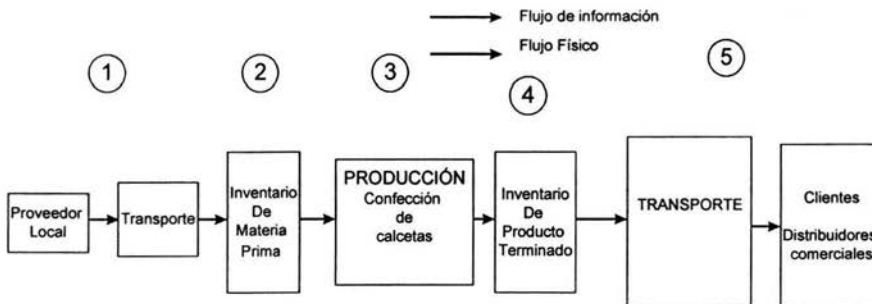 Flujo de información
Flujo Físico
1
2
3
4
5
Proveedor
Local
Transporte
Inventario
De
Materia
Prima
PRODUCCIÓN
Confección
de
calcetas
Inventario
De
Producto
Terminado
TRANSPORTE
Clientes
Distribuidores
comerciales